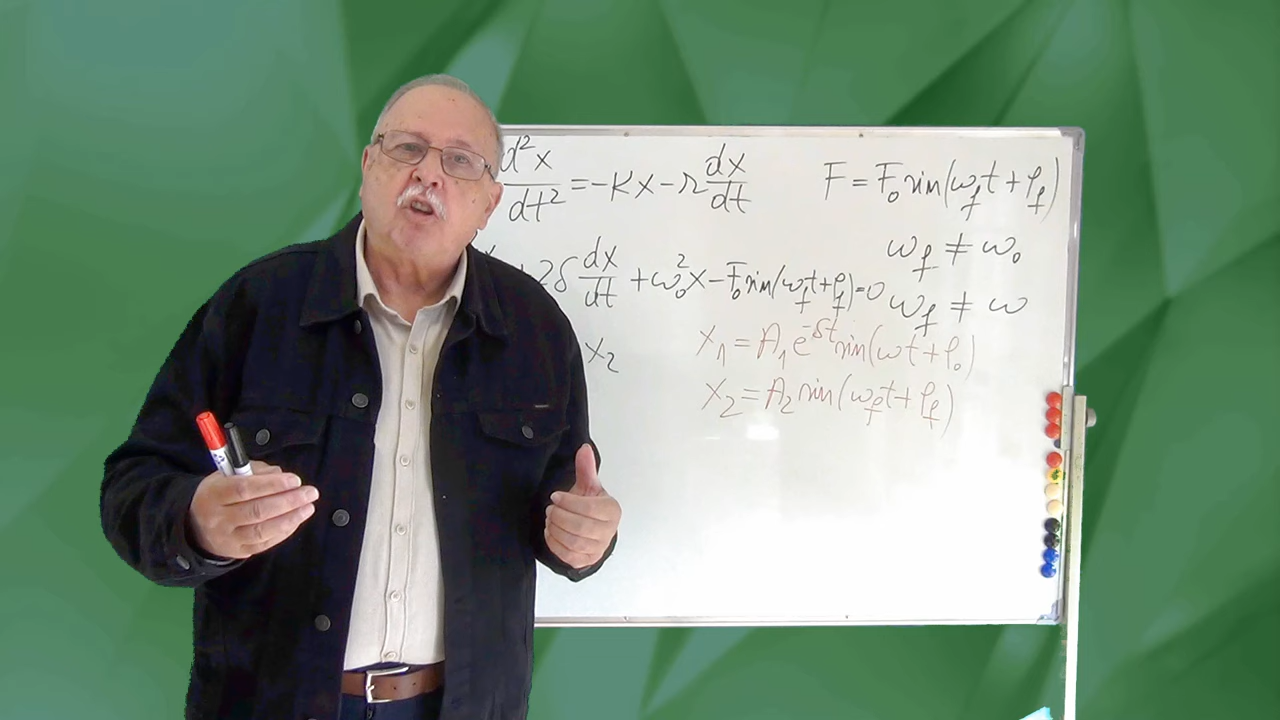 d²x/dt² = -Kx - r dx/dt
F = F₀ sin(ω_f t + φ_f)
ω_f ≠ ω₀
+ 2δ dx/dt + ω₀² x - F₀ sin(ω_f t + φ_f) = 0
ω_f ≠ ω
x₂
x₁ = A₁ e^-δt sin(ωt + φ₀)
x₂ = A₂ sin(ω_f t + φ_f)